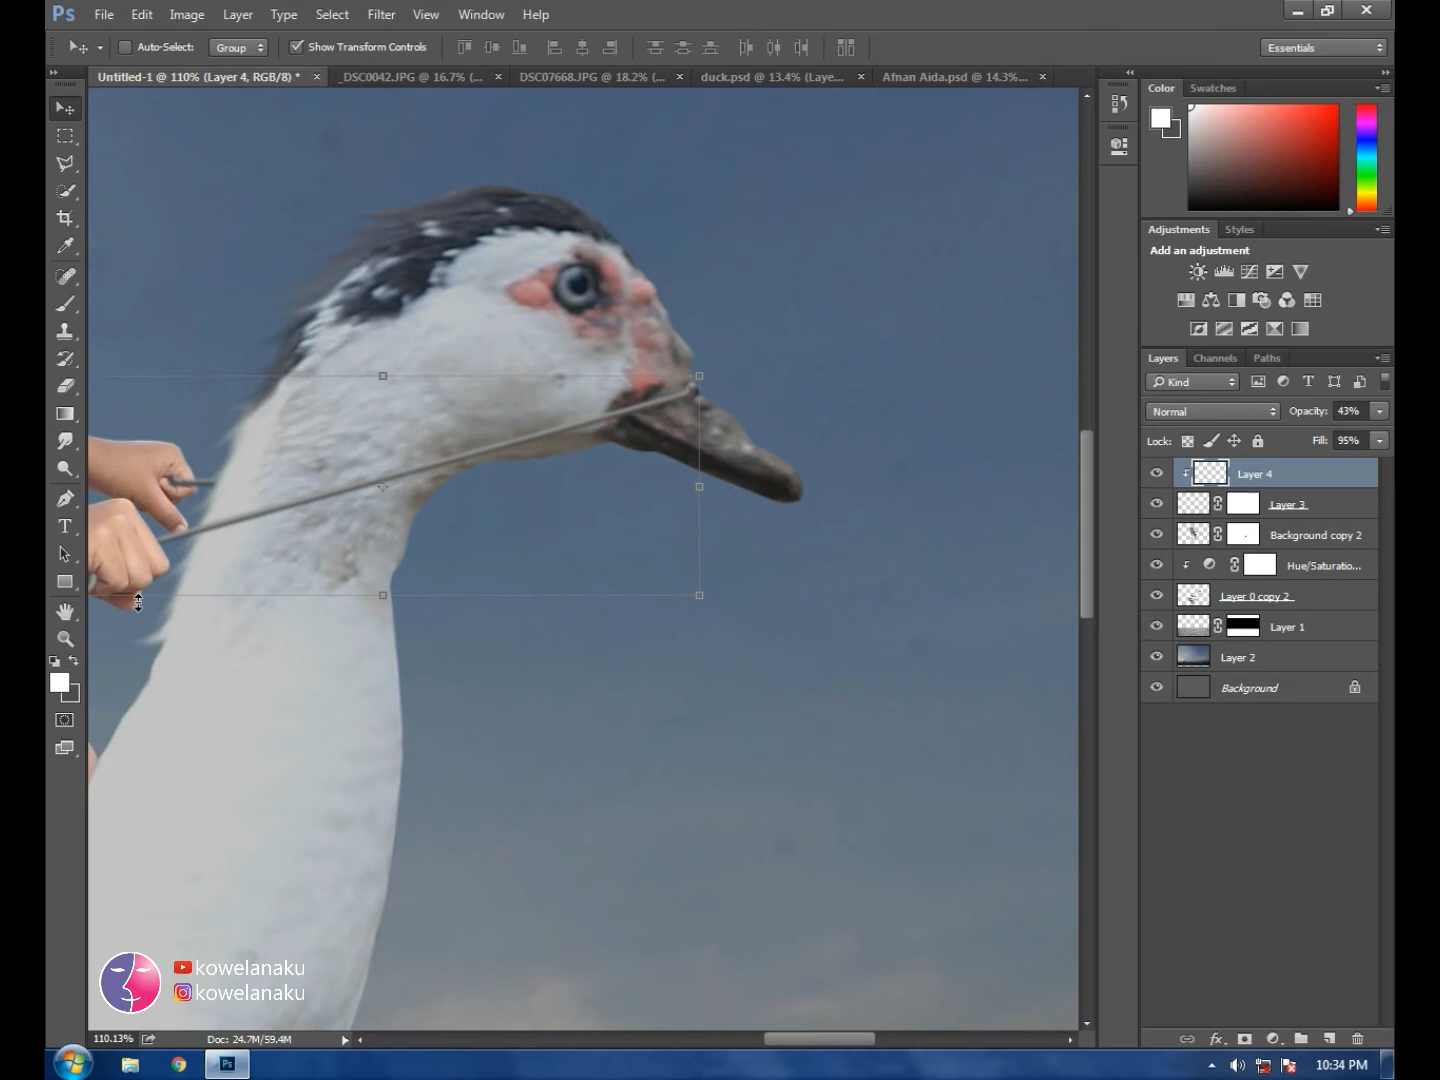 Ps File Edit Image Layer Type Select Filter View Window Help
Auto-Select: Group Show Transform Controls Essentials
Untitled-1 @ 110% (Layer 4, RGB/8) * × _DSC0042.JPG @ 16.7% (... × DSC07668.JPG @ 18.2% (... × duck.psd @ 13.4% (Laye... × Afnan Aida.psd @ 14.3%... ×
Color Swatches
Adjustments Styles
Add an adjustment
Layers Channels Paths
Kind
Normal Opacity: 43%
Lock: Fill: 95%
Layer 4
Layer 3
Background copy 2
Hue/Saturatio...
Layer 0 copy 2
Layer 1
Layer 2
Background
T
kowelanaku
kowelanaku
110.13% Doc: 24.7M/59.4M
fx
Ps 10:34 PM